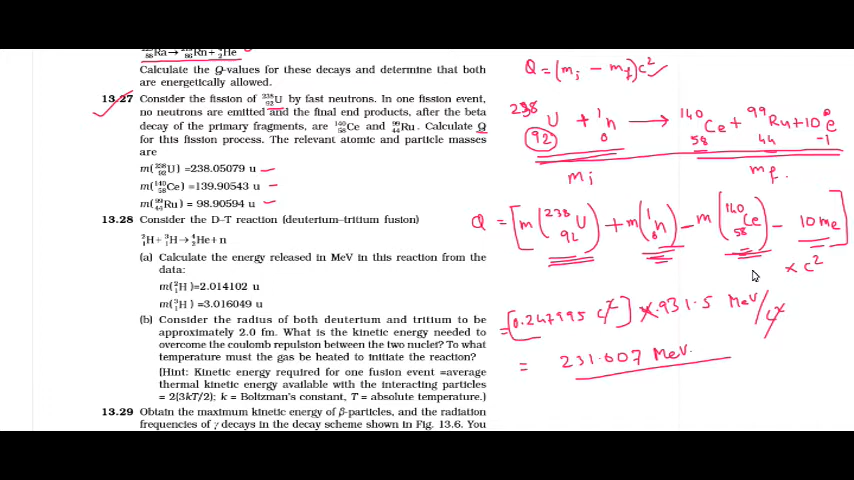 ²²⁶₈₈Ra → ²²²₈₆Rn + ⁴₂He
Calculate the Q-values for these decays and determine that both
are energetically allowed.
13.27 Consider the fission of ²³⁸₉₂U by fast neutrons. In one fission event,
no neutrons are emitted and the final end products, after the beta
decay of the primary fragments, are ¹⁴⁰₅₈Ce and ⁹⁹₄₄Ru. Calculate Q
for this fission process. The relevant atomic and particle masses
are
m(²³⁸₉₂U) =238.05079 u
m(¹⁴⁰₅₈Ce) =139.90543 u
m(⁹⁹₄₄Ru) = 98.90594 u
13.28 Consider the D–T reaction (deuterium–tritium fusion)
²₁H + ³₁H → ⁴₂He + n
(a) Calculate the energy released in MeV in this reaction from the
data:
m(²₁H)=2.014102 u
m(³₁H)=3.016049 u
(b) Consider the radius of both deuterium and tritium to be
approximately 2.0 fm. What is the kinetic energy needed to
overcome the coulomb repulsion between the two nuclei? To what
temperature must the gas be heated to initiate the reaction?
(Hint: Kinetic energy required for one fusion event =average
thermal kinetic energy available with the interacting particles
= 2(3kT/2); k = Boltzman's constant, T = absolute temperature.)
13.29 Obtain the maximum kinetic energy of β-particles, and the radiation
frequencies of γ decays in the decay scheme shown in Fig. 13.6. You
Q = (mᵢ − m_f)c²
²³⁸₉₂U + ¹₀n → ¹⁴⁰₅₈Ce + ⁹⁹₄₄Ru + 10 ⁰₋₁e
mᵢ m_f.
Q = [m(²³⁸₉₂U) + m(¹₀n) − m(¹⁴⁰₅₈Ce) − 10me]
× c²
= [0.247995 c²] × 931.5 MeV/c²
= 231.007 MeV.